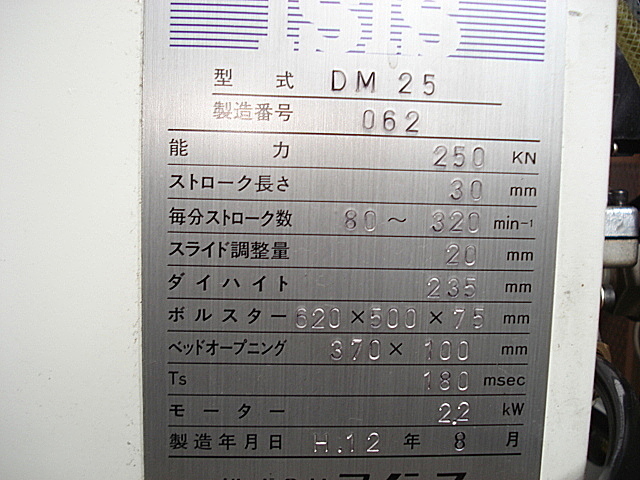 型式 DM 25
製造番号 062
能力 250 KN
ストローク長さ 30 mm
毎分ストローク数 80～320 min-1
スライド調整量 20 mm
ダイハイト 235 mm
ボルスター 620×500×75 mm
ベッドオープニング 370×100 mm
Ts 180 msec
モーター 2.2 kW
製造年月日 H.12年 8月